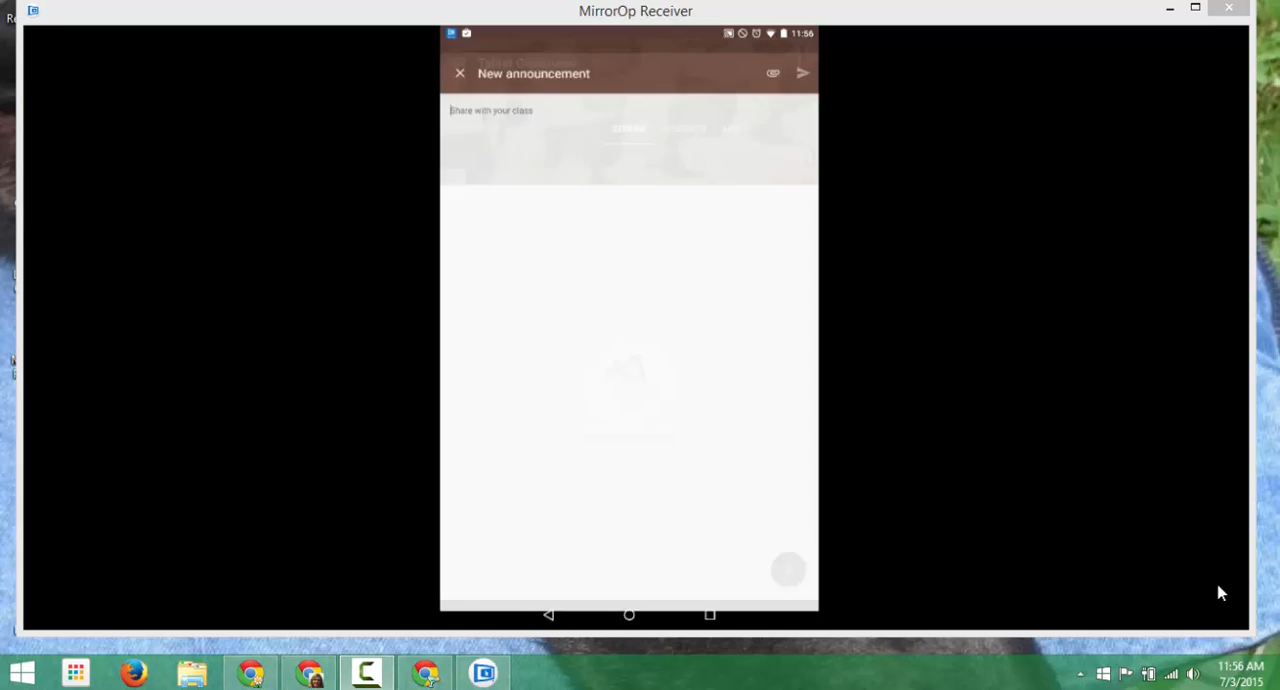 MirrorOp Receiver
11:56
New announcement
Share with your class
11:56 AM
7/3/2015